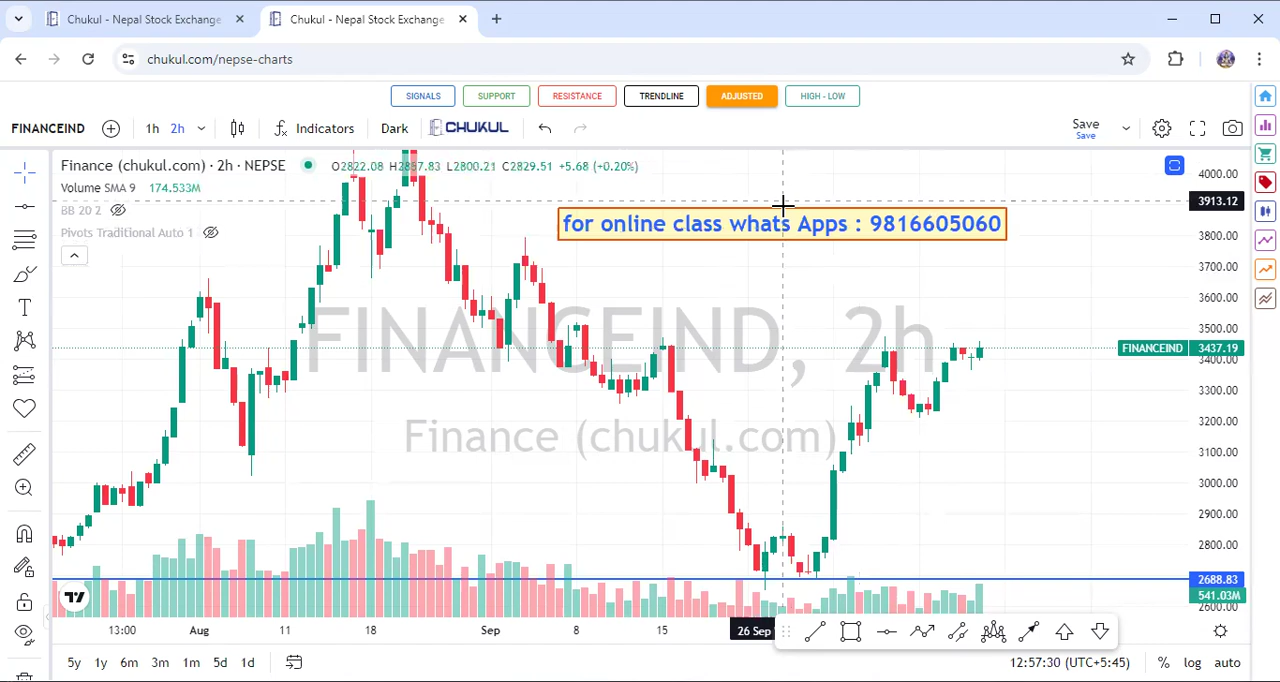 Chukul - Nepal Stock Exchange
Chukul - Nepal Stock Exchange
chukul.com/nepse-charts
SIGNALS SUPPORT RESISTANCE TRENDLINE ADJUSTED HIGH - LOW
FINANCEIND 1h 2h Indicators Dark CHUKUL Save
Save
Finance (chukul.com) · 2h · NEPSE O2822.08 H2887.83 L2800.21 C2829.51 +5.68 (+0.20%)
Volume SMA 9 174.533M
BB 20 2
Pivots Traditional Auto 1
for online class whats Apps : 9816605060
FINANCEIND, 2h
Finance (chukul.com)
4000.00
3913.12
3800.00
3700.00
3600.00
3500.00
FINANCEIND 3437.19
3400.00
3300.00
3200.00
3100.00
3000.00
2900.00
2800.00
2688.83
541.03M
2600.00
13:00 Aug 11 18 Sep 8 15 26 Sep
5y 1y 6m 3m 1m 5d 1d 12:57:30 (UTC+5:45) % log auto